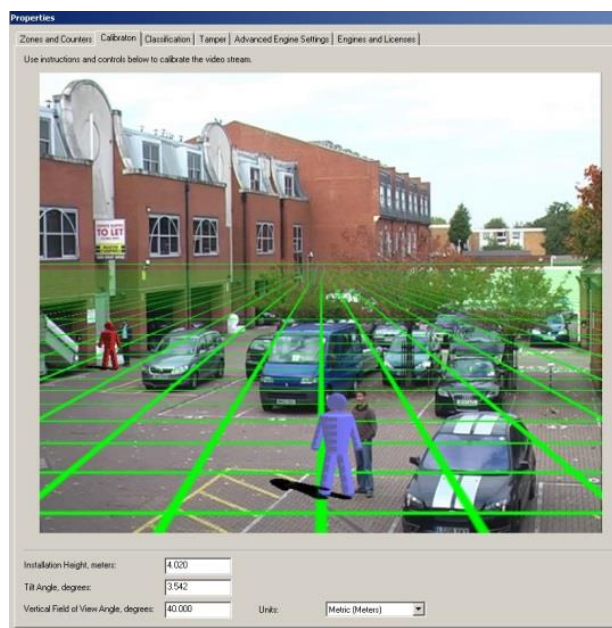 Properties
Zones and Counters Calibraton Classification Tamper Advanced Engine Settings Engines and Licenses
Use instructions and controls below to calibrate the video stream.
TO LET
Installation Height, meters: 4.020
Tilt Angle, degrees: 3.542
Vertical Field of View Angle, degrees: 40.000 Units: Metric (Meters)